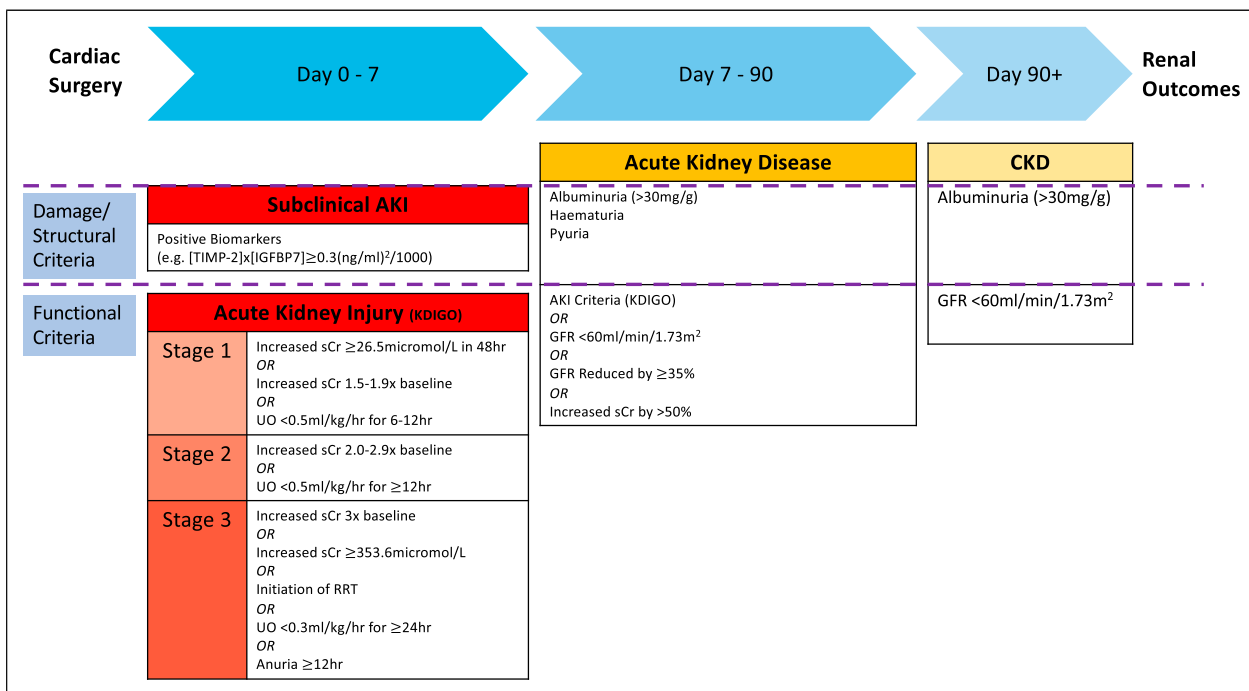 Cardiac
Surgery
Day 0 - 7
Day 7 - 90
Day 90+
Renal
Outcomes
Acute Kidney Disease
CKD
Damage/
Structural
Criteria
Subclinical AKI
Positive Biomarkers
(e.g. [TIMP-2]x[IGFBP7]≥0.3(ng/ml)²/1000)
Albuminuria (>30mg/g)
Haematuria
Pyuria
Albuminuria (>30mg/g)
Functional
Criteria
Acute Kidney Injury (KDIGO)
Stage 1
Increased sCr ≥26.5micromol/L in 48hr
OR
Increased sCr 1.5-1.9x baseline
OR
UO <0.5ml/kg/hr for 6-12hr
Stage 2
Increased sCr 2.0-2.9x baseline
OR
UO <0.5ml/kg/hr for ≥12hr
Stage 3
Increased sCr 3x baseline
OR
Increased sCr ≥353.6micromol/L
OR
Initiation of RRT
OR
UO <0.3ml/kg/hr for ≥24hr
OR
Anuria ≥12hr
AKI Criteria (KDIGO)
OR
GFR <60ml/min/1.73m²
OR
GFR Reduced by ≥35%
OR
Increased sCr by >50%
GFR <60ml/min/1.73m²